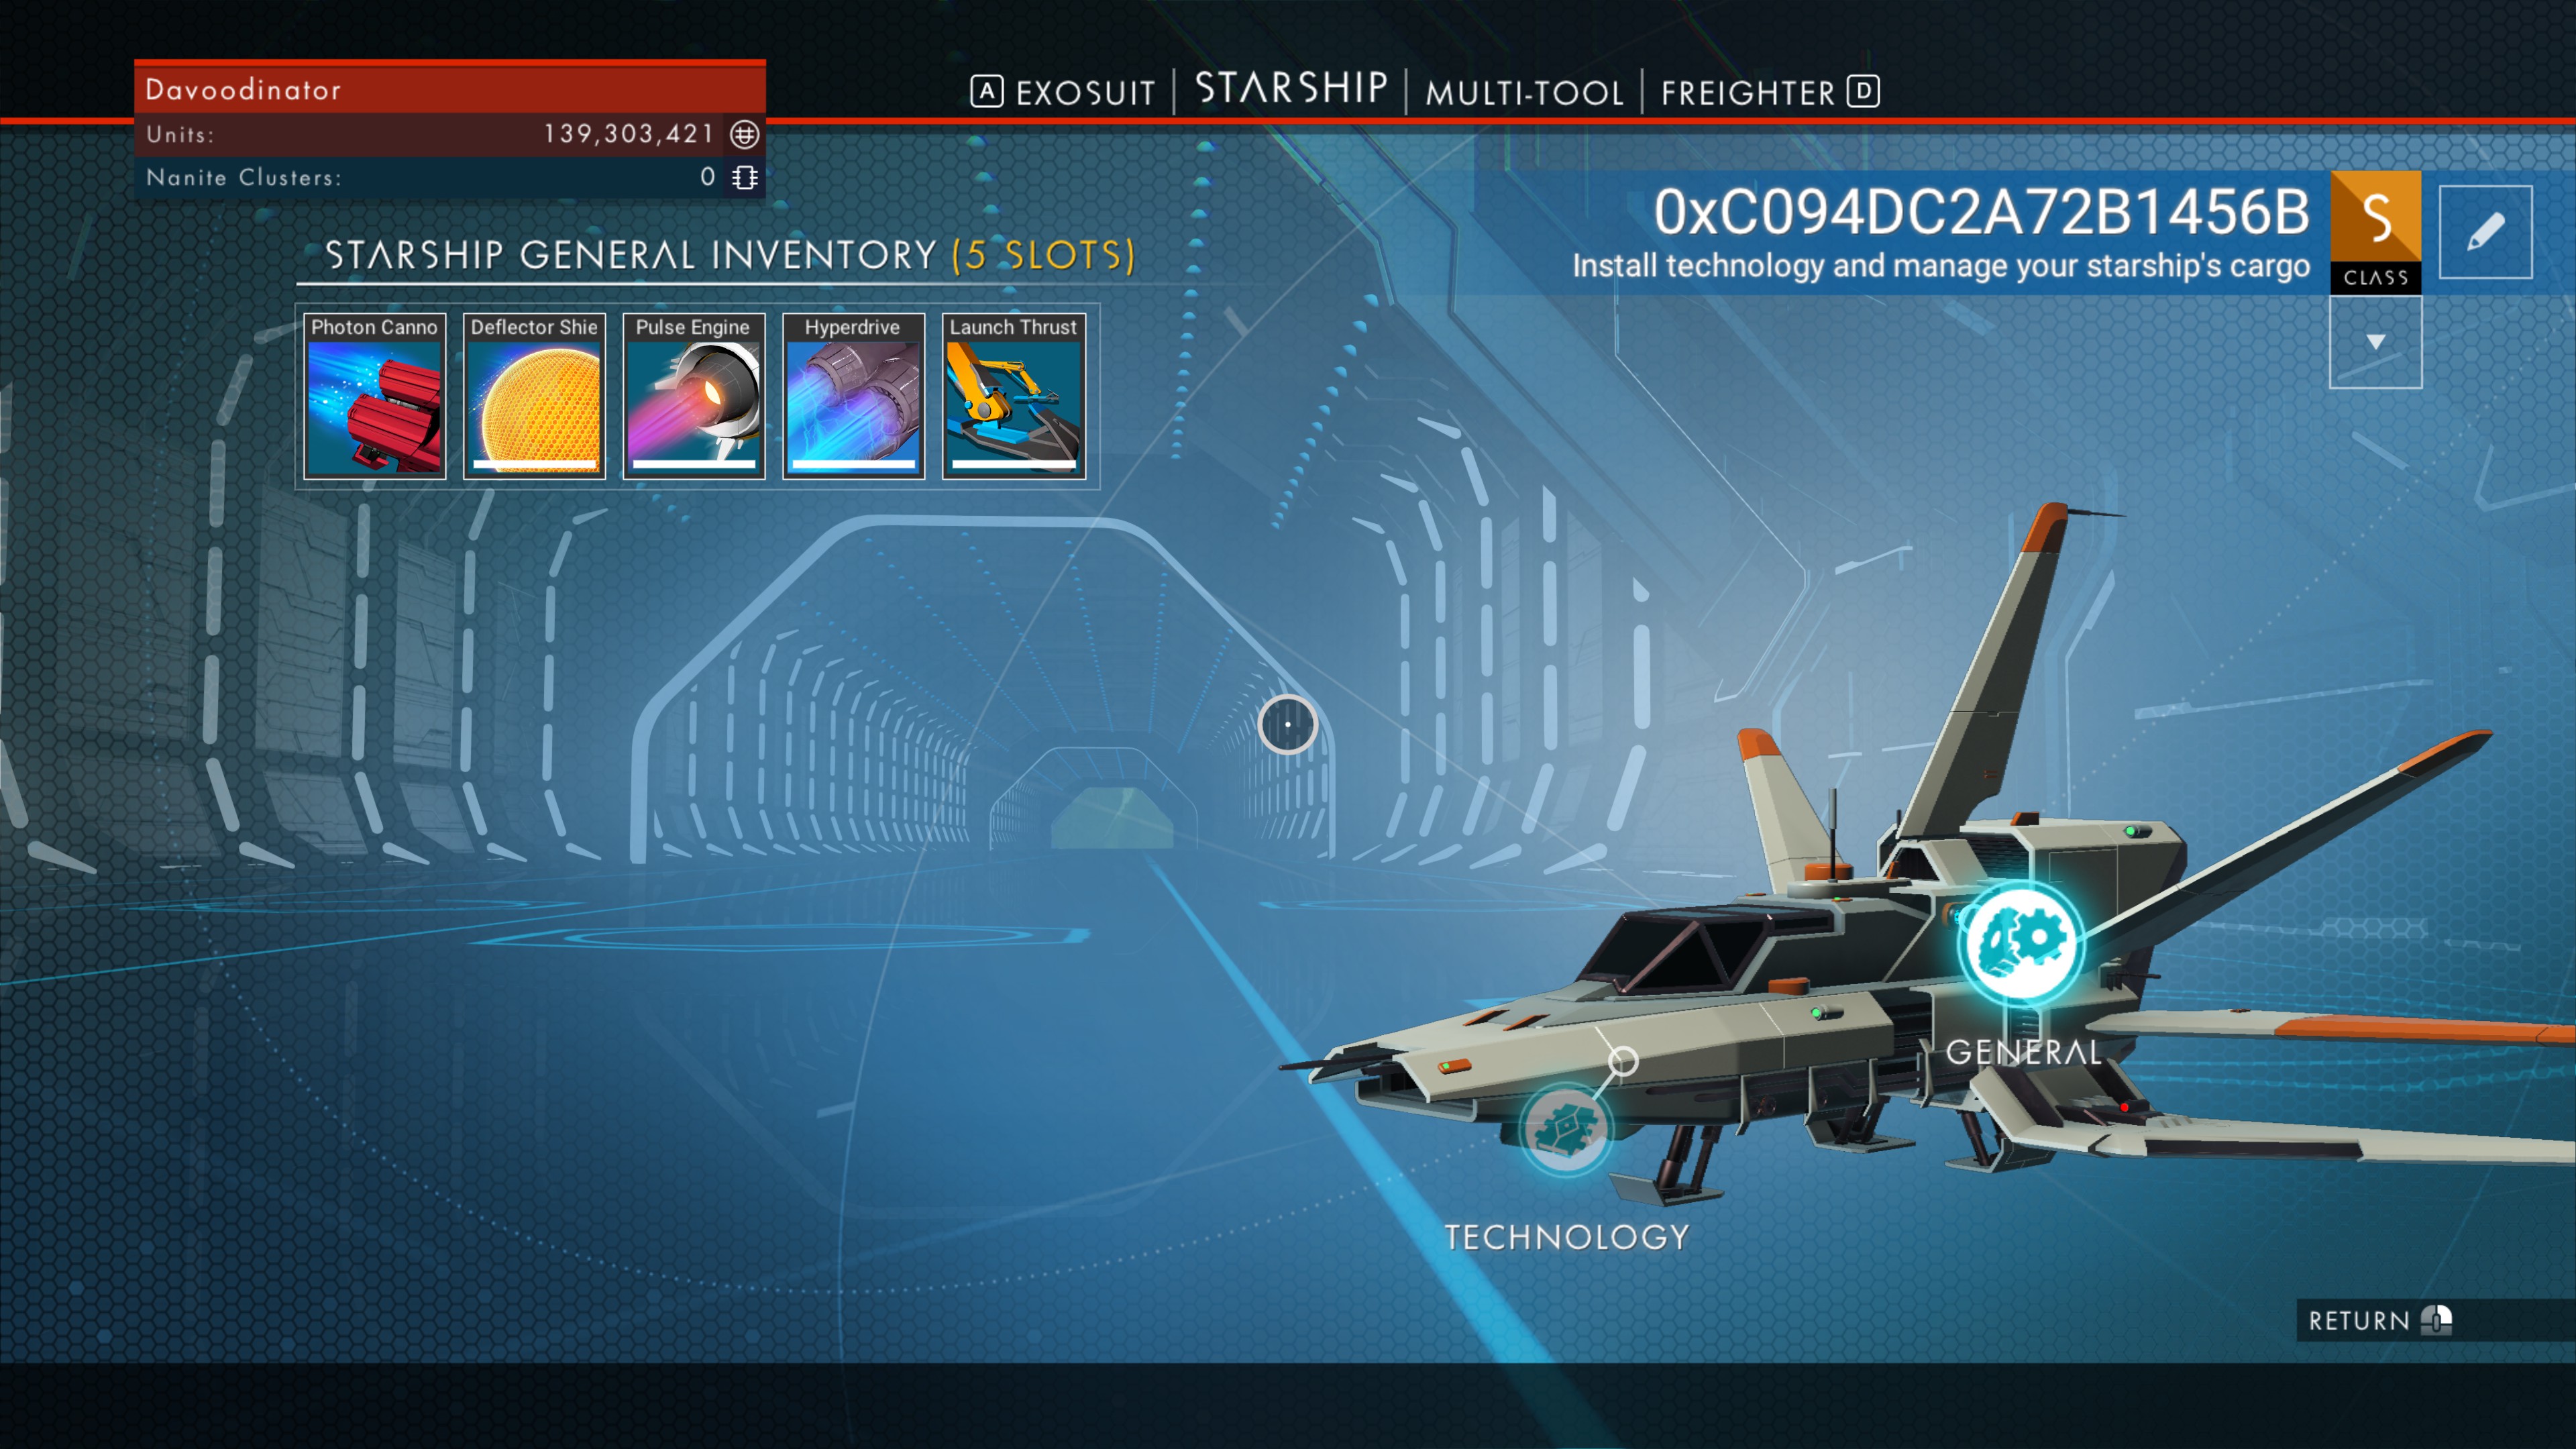 Davoodinator
Units: 139,303,421
Nanite Clusters: 0
A EXOSUIT STARSHIP MULTI-TOOL FREIGHTER D
0xC094DC2A72B1456B
Install technology and manage your starship's cargo
S
CLASS
STARSHIP GENERAL INVENTORY (5 SLOTS)
Photon Canno Deflector Shie Pulse Engine Hyperdrive Launch Thrust
GENERAL
TECHNOLOGY
RETURN